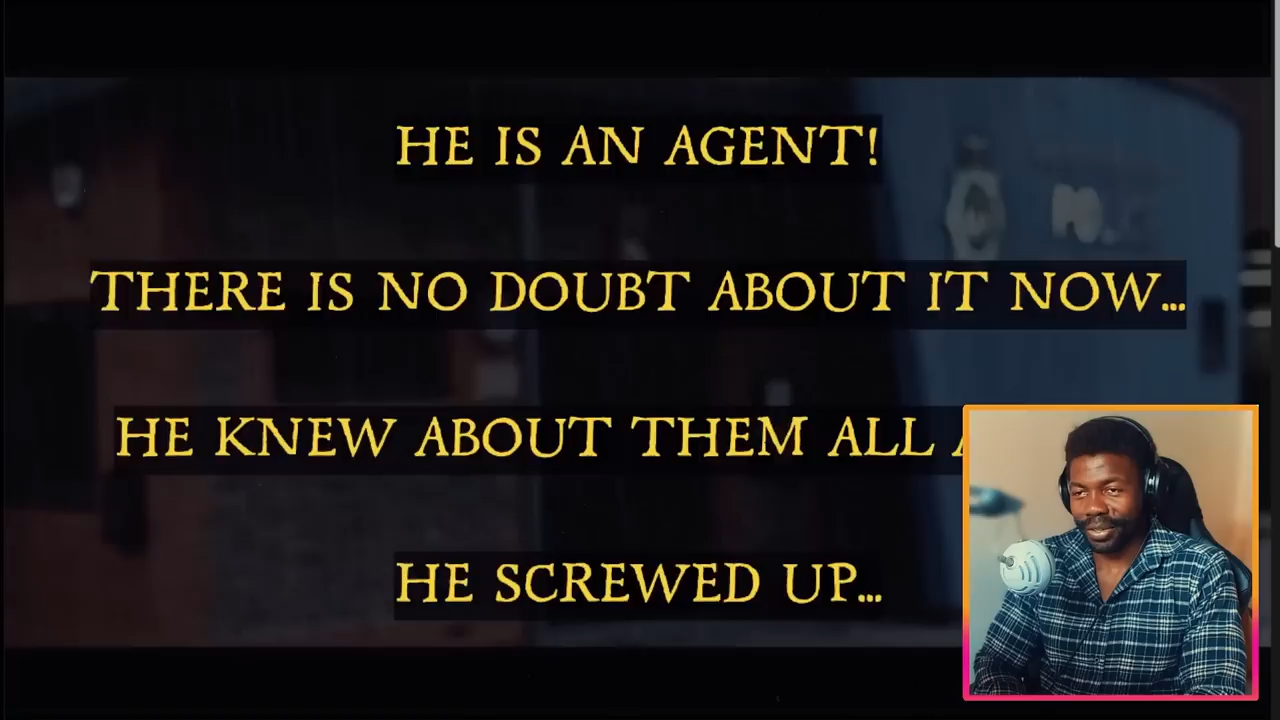 HE IS AN AGENT!
THERE IS NO DOUBT ABOUT IT NOW...
HE KNEW ABOUT THEM ALL
HE SCREWED UP...